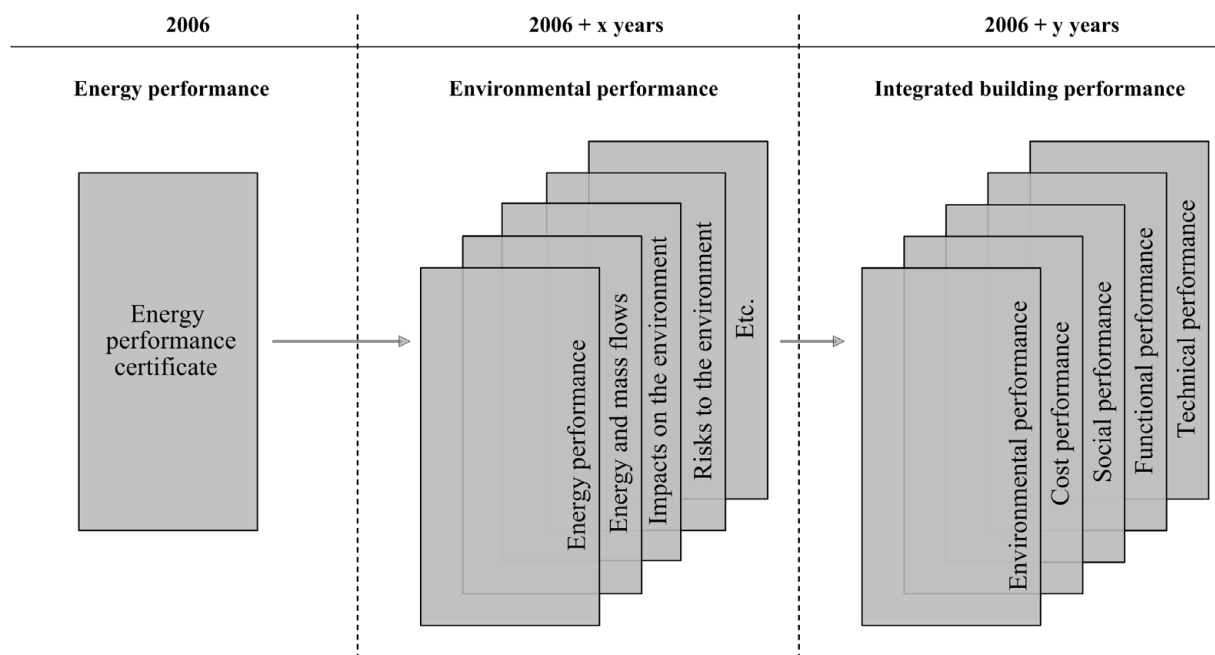 2006
2006 + x years
2006 + y years
Energy performance
Environmental performance
Integrated building performance
Energy
performance
certificate
Energy performance
Energy and mass flows
Impacts on the environment
Risks to the environment
Etc.
Environmental performance
Cost performance
Social performance
Functional performance
Technical performance